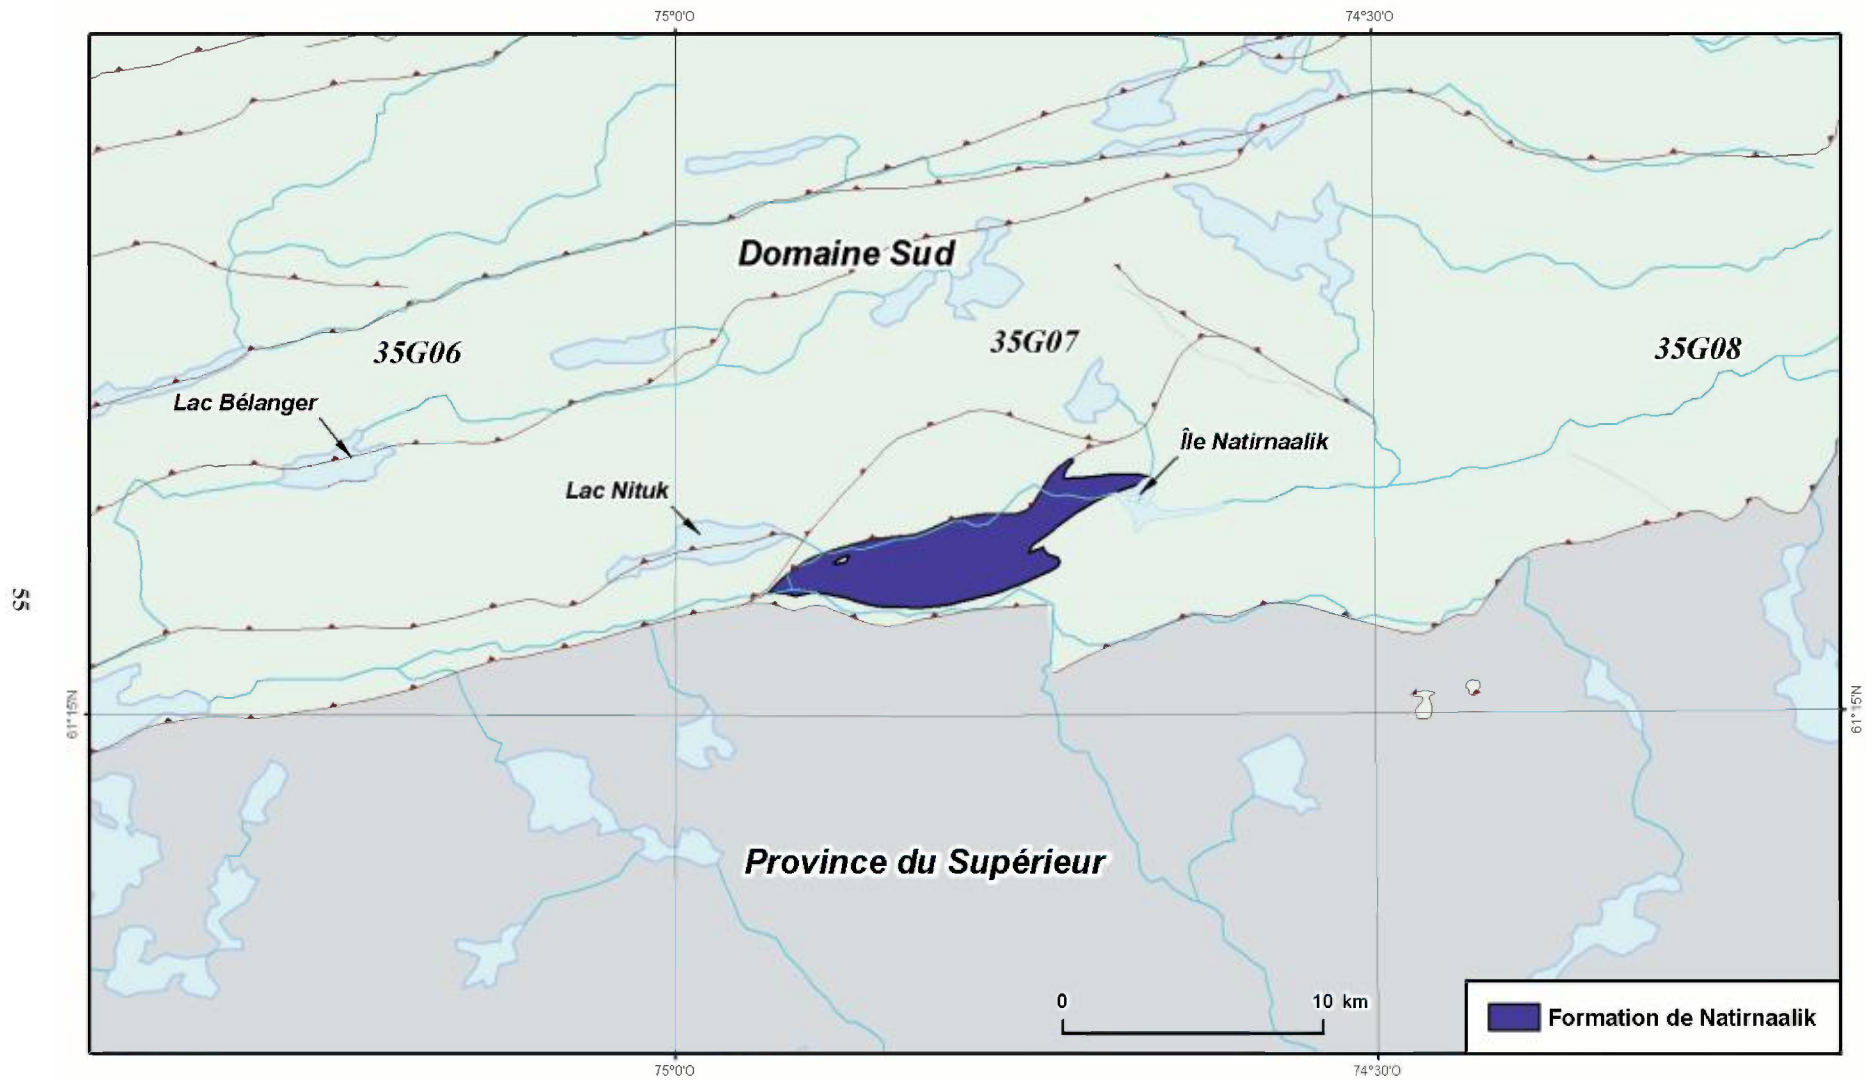 75°0'O
74°30'O
Domaine Sud
35G06
35G07
35G08
Lac Bélanger
Île Natirnaalik
Lac Nituk
55
61°15'N
61°15'N
Province du Supérieur
0
10 km
Formation de Natirnaalik
75°0'O
74°30'O